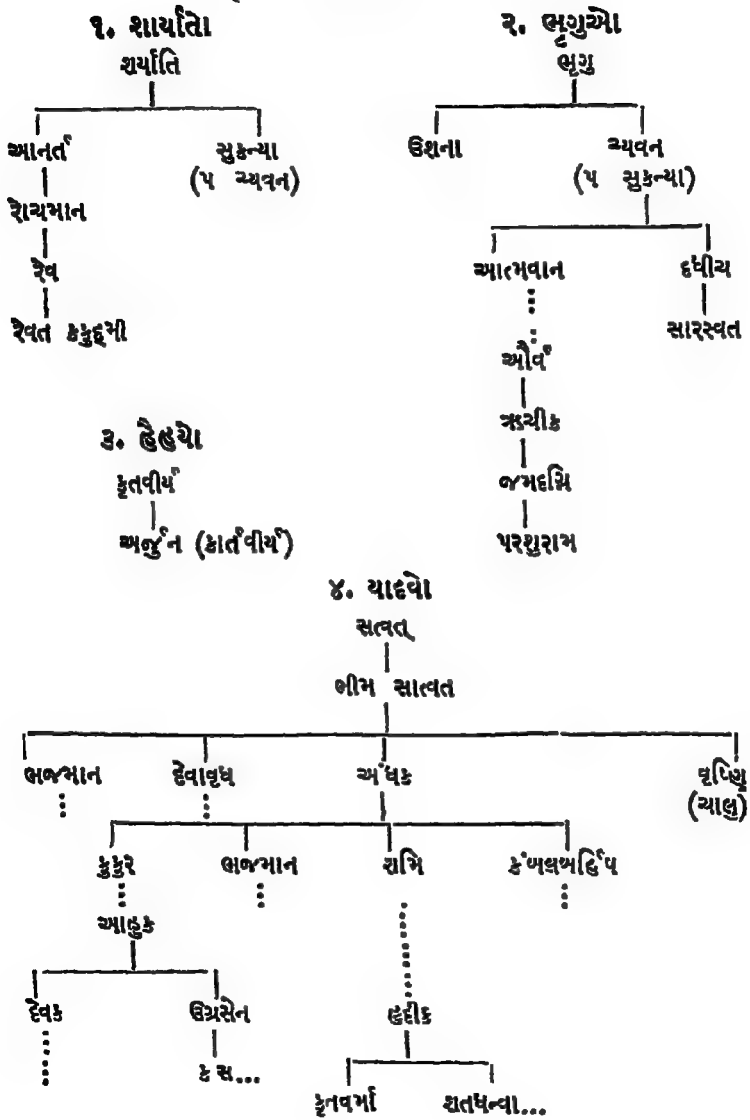 ૧. શાર્યાતો
શર્યાતિ
આનર્ત
સુકન્યા
(પ ચ્યવન)
રોચમાન
રેવ
રૈવત કકુદ્મી
૨. ભૃગુઓ
ભૃગુ
ઉશના
ચ્યવન
(પ સુકન્યા)
આત્મવાન
દધીચ
સારસ્વત
ઔર્વ
ઋચીક
જમદગ્નિ
પરશુરામ
૩. હૈહયો
કૃતવીર્ય
અર્જુન (કાર્તવીર્ય)
૪. યાદવો
સત્વત્
ભીમ સાત્વત
ભજમાન
દેવાવૃધ
અંધક
વૃષ્ણિ
(ચાલુ)
કુકુર
ભજમાન
શમિ
કંબલબર્હિષ
આહુક
દેવક
ઉગ્રસેન
હૃદીક
કંસ...
કૃતવર્મા
શતધન્વા...